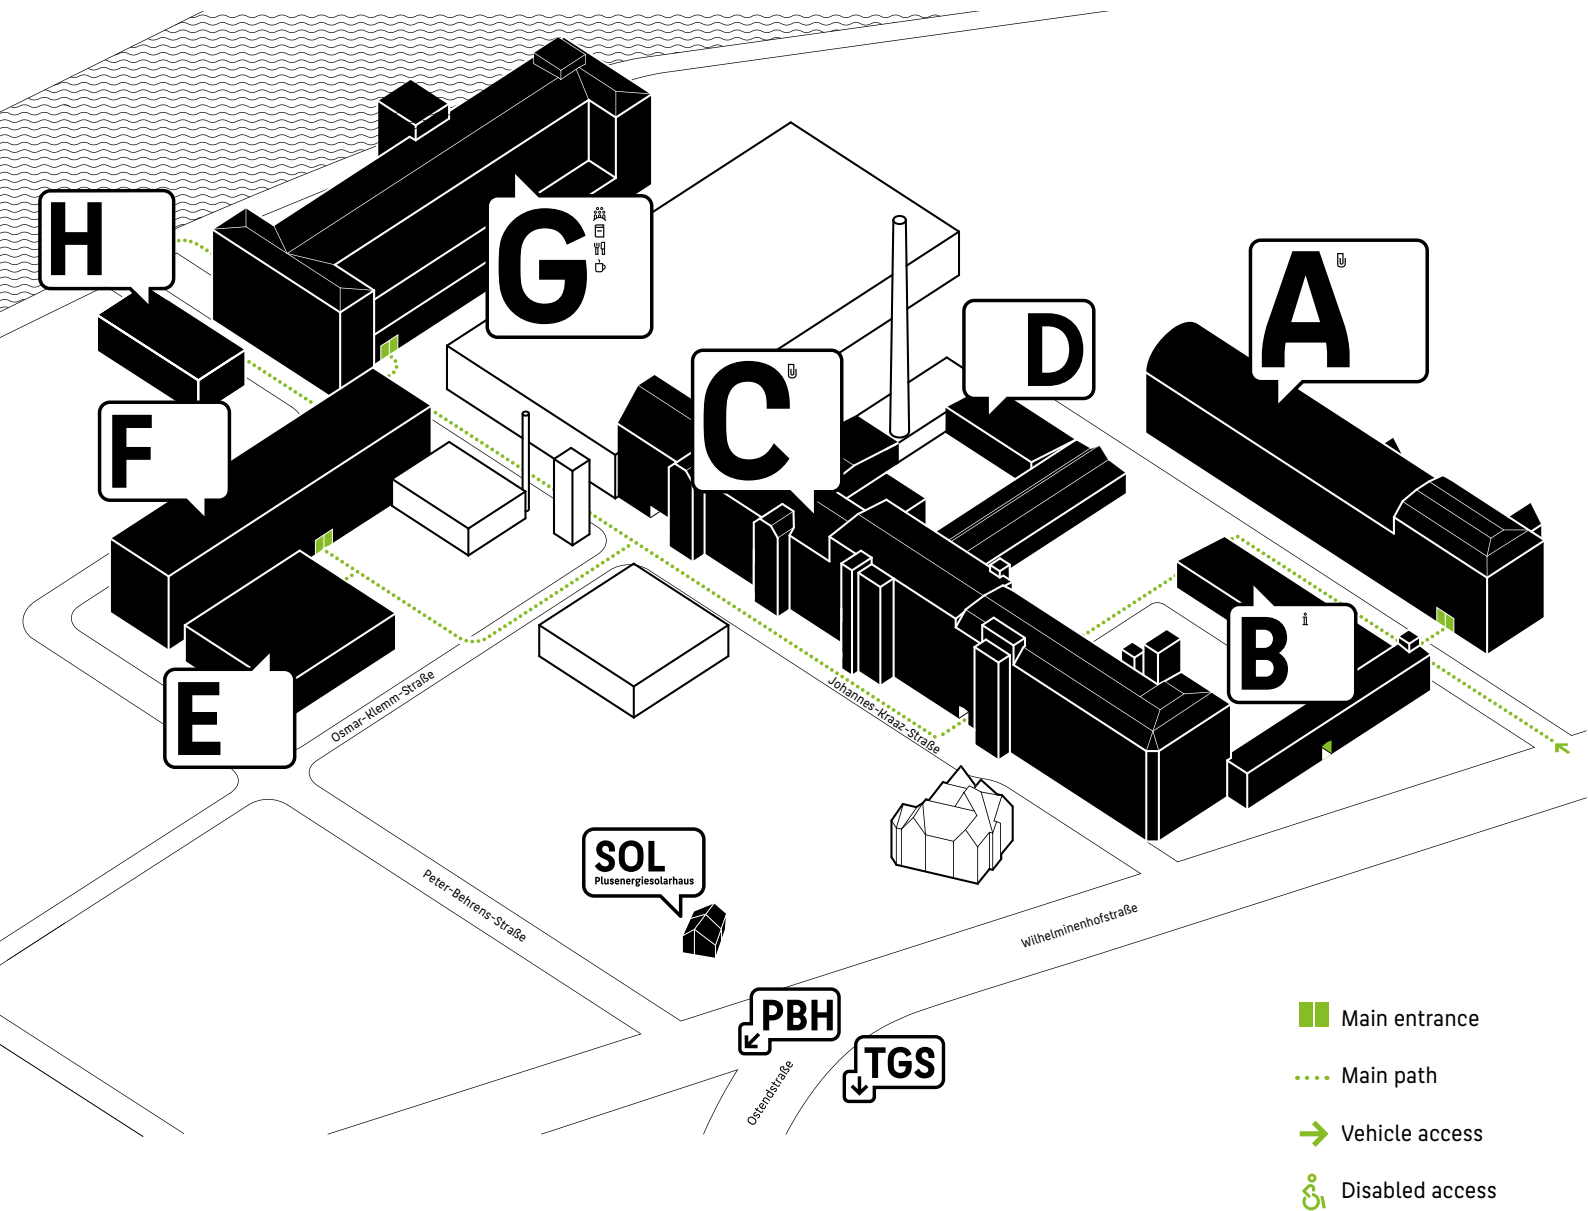 H
G
A
D
C
F
B
i
E
Osmar-Klemm-Straße
Johannes-Kraaz-Straße
SOL
Plusenergiesolarhaus
Peter-Behrens-Straße
Wilhelminenhofstraße
PBH
TGS
Ostendstraße
Main entrance
Main path
Vehicle access
Disabled access